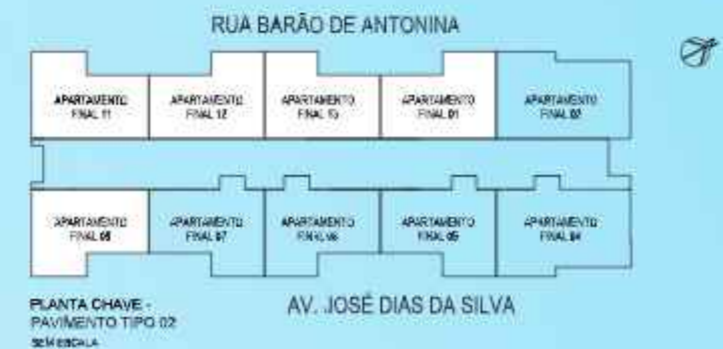 RUA BARÃO DE ANTONINA
APARTAMENTO
FINAL 11
APARTAMENTO
FINAL 12
APARTAMENTO
FINAL
APARTAMENTO
FINAL 01
APARTAMENTO
FINAL 02
APARTAMENTO
FINAL 08
APARTAMENTO
FINAL 07
APARTAMENTO
FINAL 06
APARTAMENTO
FINAL 05
APARTAMENTO
FINAL 04
PLANTA CHAVE -
PAVIMENTO TIPO 02
SEM ESCALA
AV. JOSÉ DIAS DA SILVA